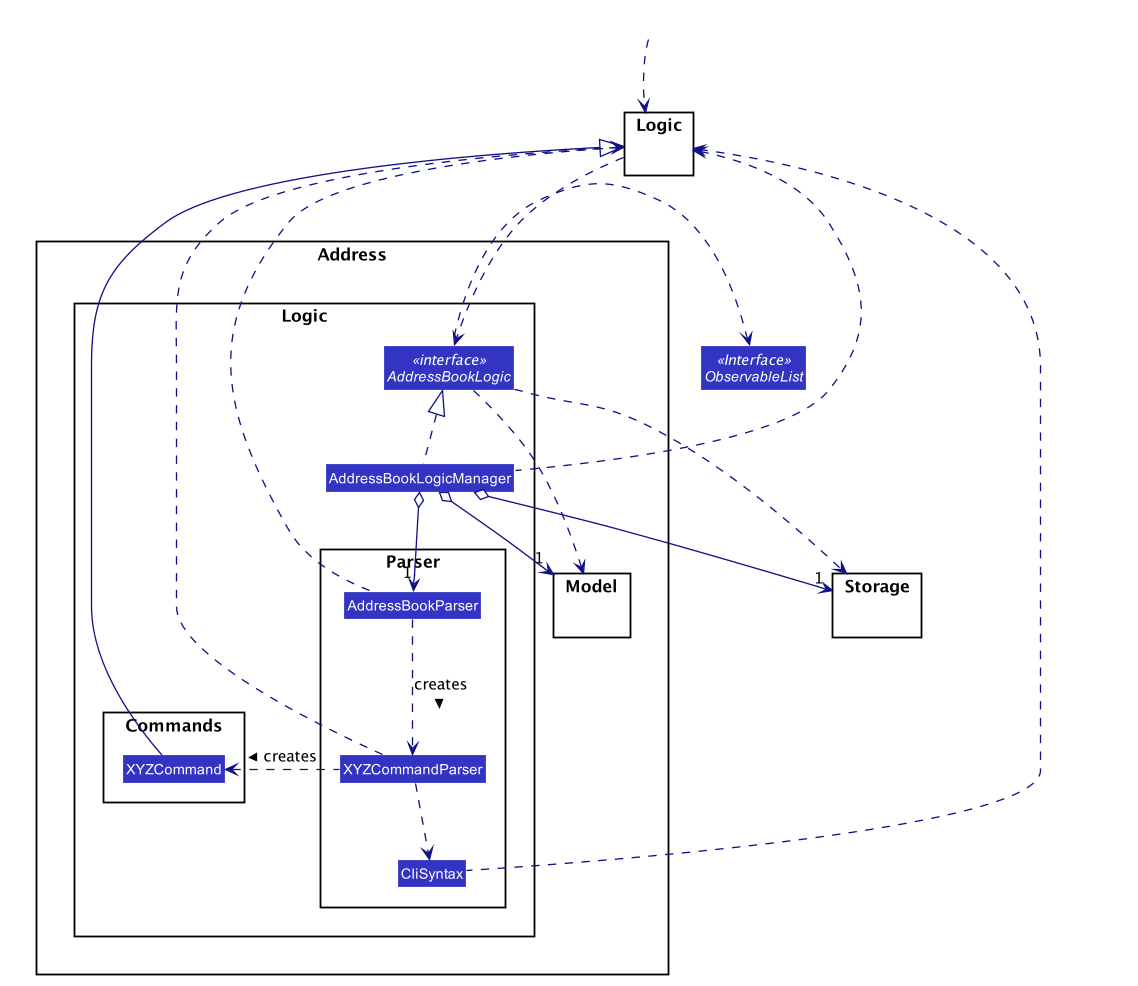 Logic
Address
Logic
«interface»
AddressBookLogic
«Interface»
ObservableList
AddressBookLogicManager
1
Parser
1
1
Model
Storage
AddressBookParser
creates
Commands
creates
XYZCommand
XYZCommandParser
CliSyntax